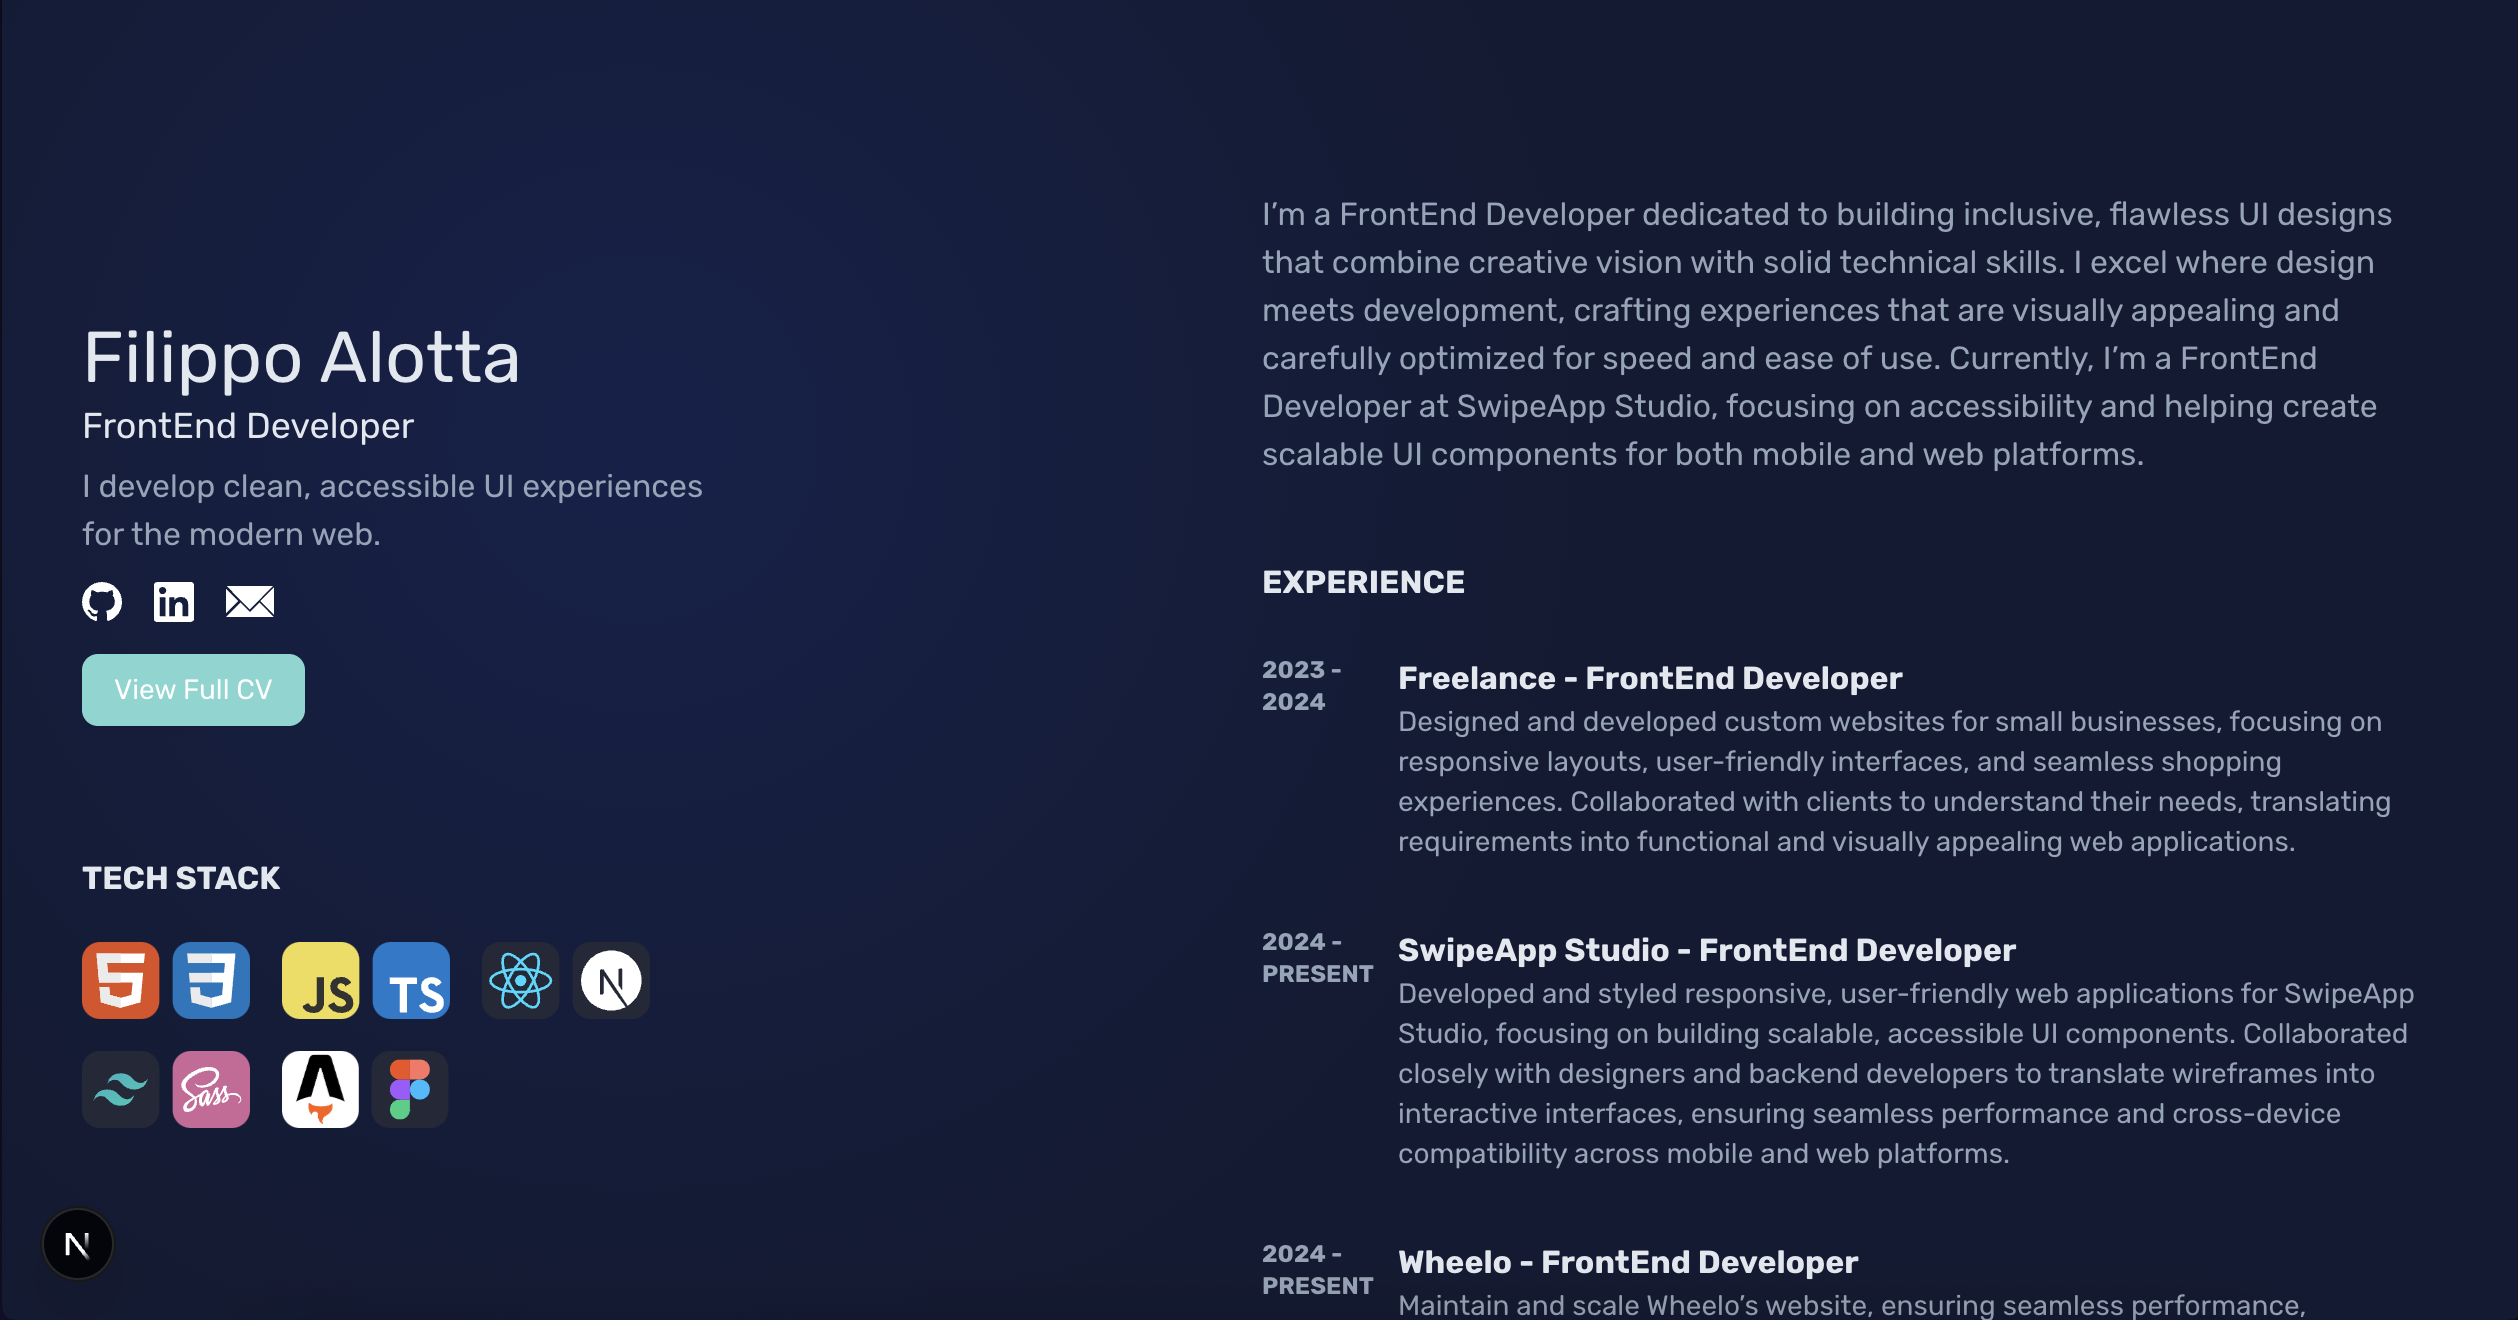 Filippo Alotta
FrontEnd Developer
I develop clean, accessible UI experiences
for the modern web.
in
View Full CV
TECH STACK
JS
TS
N
Sass
N
I’m a FrontEnd Developer dedicated to building inclusive, flawless UI designs
that combine creative vision with solid technical skills. I excel where design
meets development, crafting experiences that are visually appealing and
carefully optimized for speed and ease of use. Currently, I’m a FrontEnd
Developer at SwipeApp Studio, focusing on accessibility and helping create
scalable UI components for both mobile and web platforms.
EXPERIENCE
2023 -
2024
Freelance - FrontEnd Developer
Designed and developed custom websites for small businesses, focusing on
responsive layouts, user-friendly interfaces, and seamless shopping
experiences. Collaborated with clients to understand their needs, translating
requirements into functional and visually appealing web applications.
2024 -
PRESENT
SwipeApp Studio - FrontEnd Developer
Developed and styled responsive, user-friendly web applications for SwipeApp
Studio, focusing on building scalable, accessible UI components. Collaborated
closely with designers and backend developers to translate wireframes into
interactive interfaces, ensuring seamless performance and cross-device
compatibility across mobile and web platforms.
2024 -
PRESENT
Wheelo - FrontEnd Developer
Maintain and scale Wheelo’s website, ensuring seamless performance,